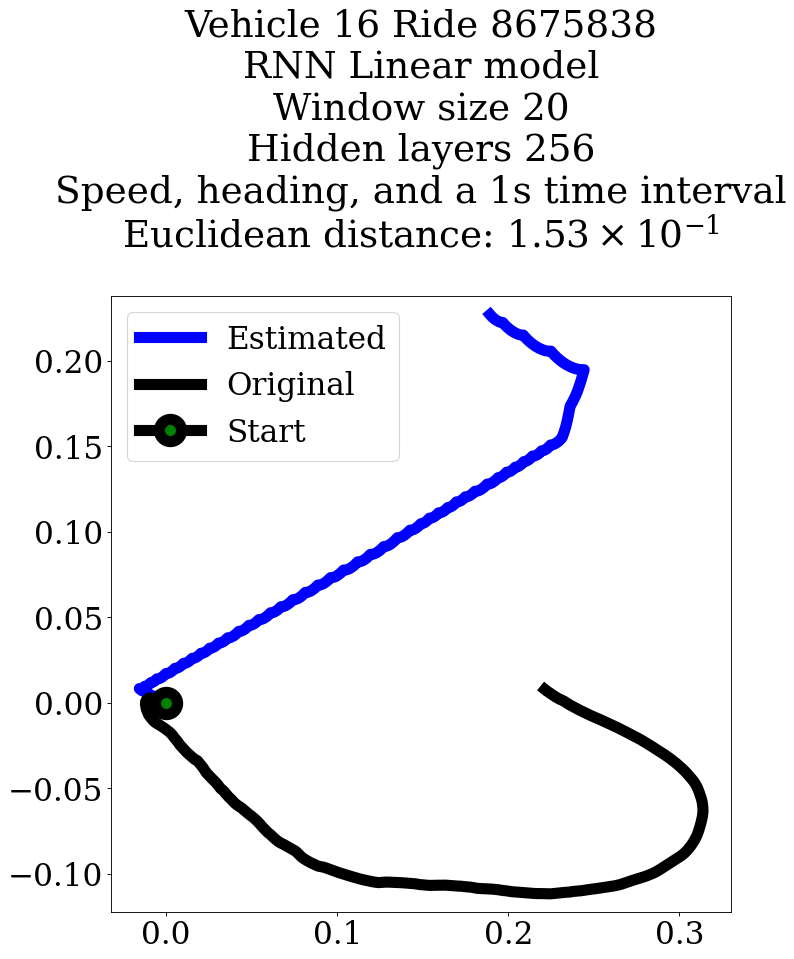 Vehicle 16 Ride 8675838
RNN Linear model
Window size 20
Hidden layers 256
Speed, heading, and a 1s time interval
Euclidean distance: 1.53 × 10⁻¹
Estimated
Original
Start
0.20
0.15
0.10
0.05
0.00
−0.05
−0.10
0.0 0.1 0.2 0.3